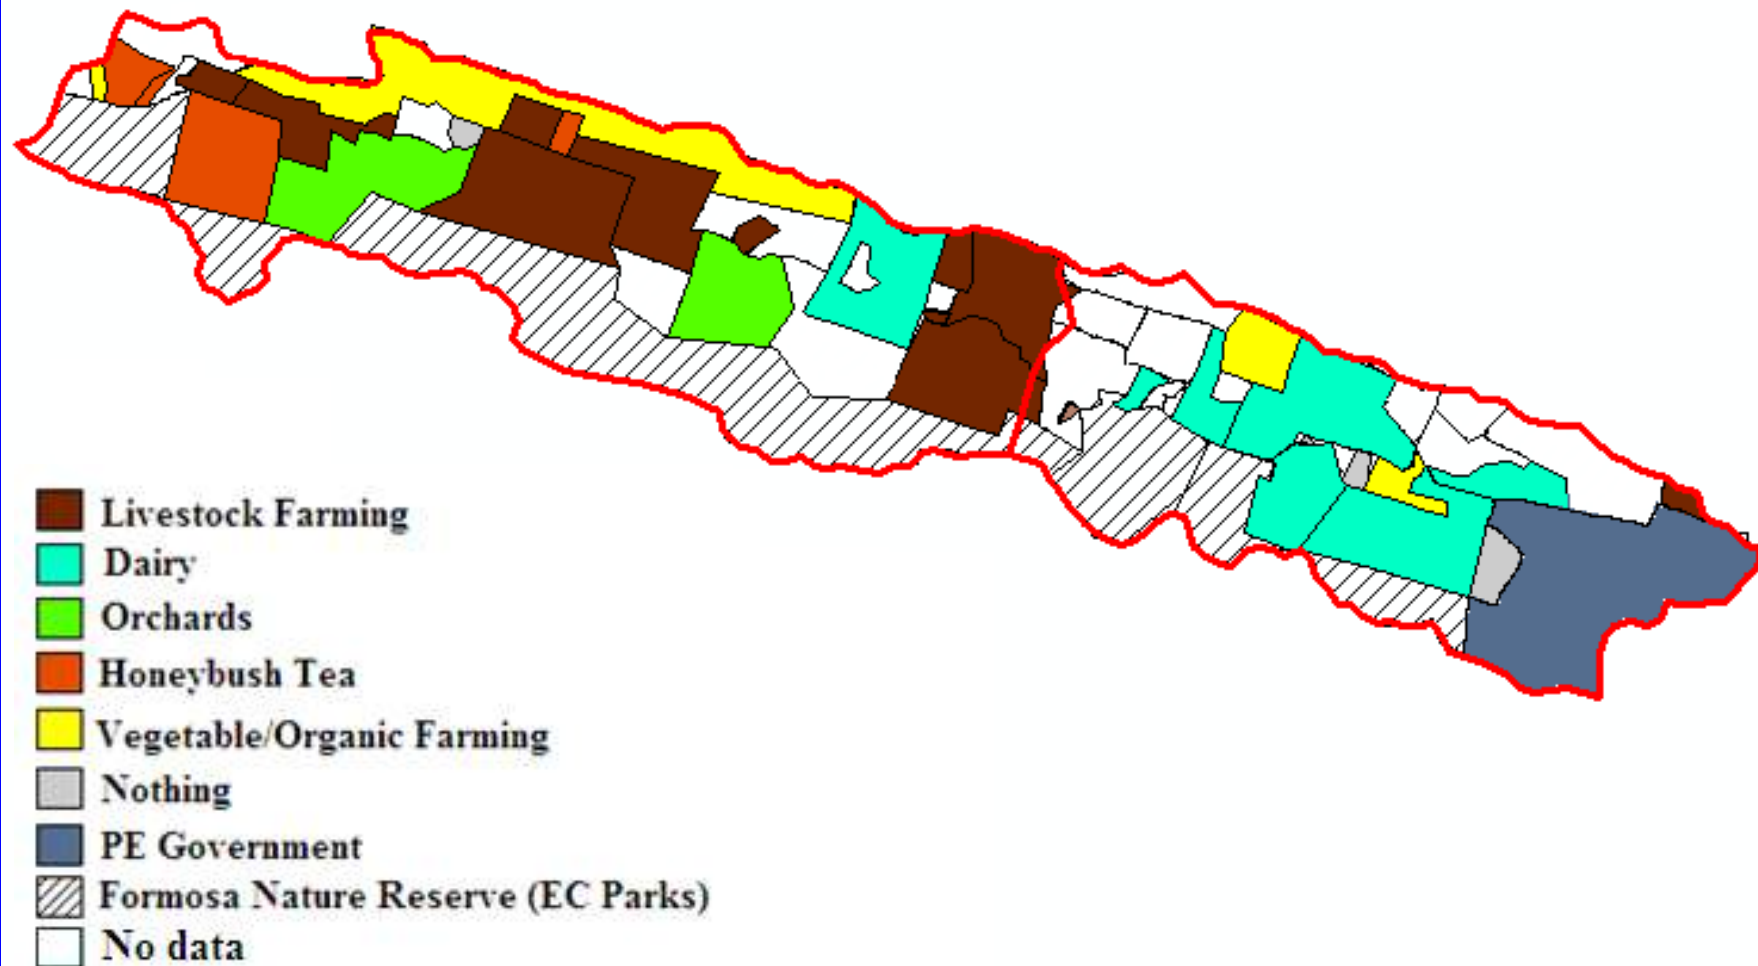 Livestock Farming
Dairy
Orchards
Honeybush Tea
Vegetable/Organic Farming
Nothing
PE Government
Formosa Nature Reserve (EC Parks)
No data